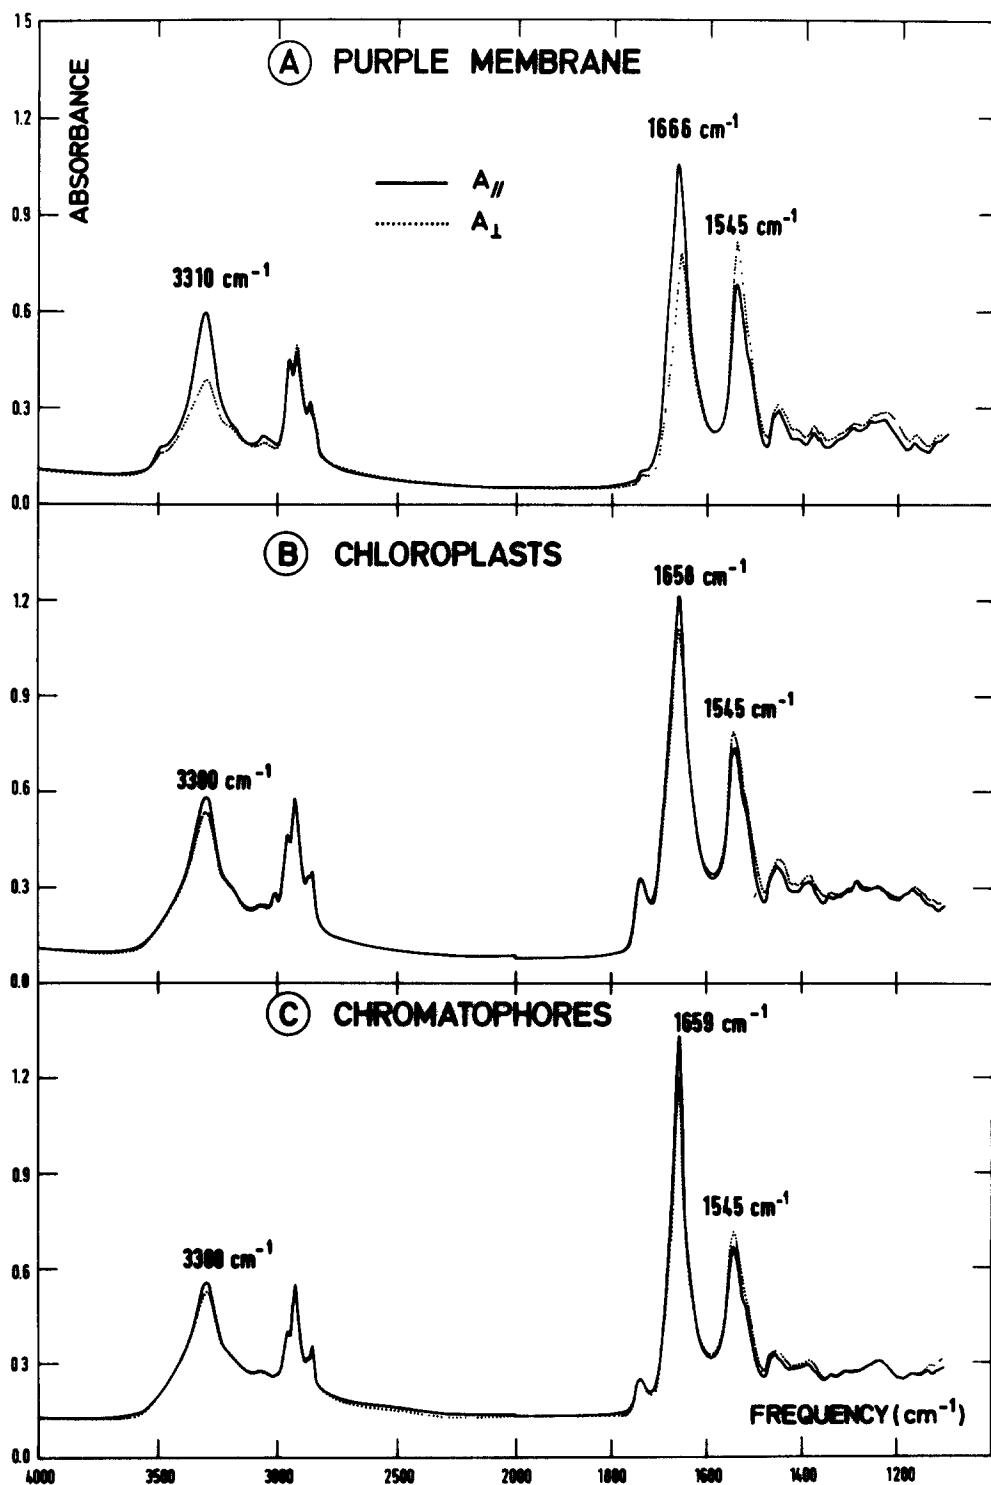 1.5
A PURPLE MEMBRANE
ABSORBANCE
1.2
1666 cm⁻¹
A//
0.9
A⊥
1545 cm⁻¹
3310 cm⁻¹
0.6
0.3
0.0
B CHLOROPLASTS
1658 cm⁻¹
1.2
0.9
1545 cm⁻¹
3300 cm⁻¹
0.6
0.3
0.0
C CHROMATOPHORES
1659 cm⁻¹
1.2
0.9
1545 cm⁻¹
3300 cm⁻¹
0.6
0.3
FREQUENCY (cm⁻¹)
0.0
4000 3500 3000 2500 2000 1800 1600 1400 1200